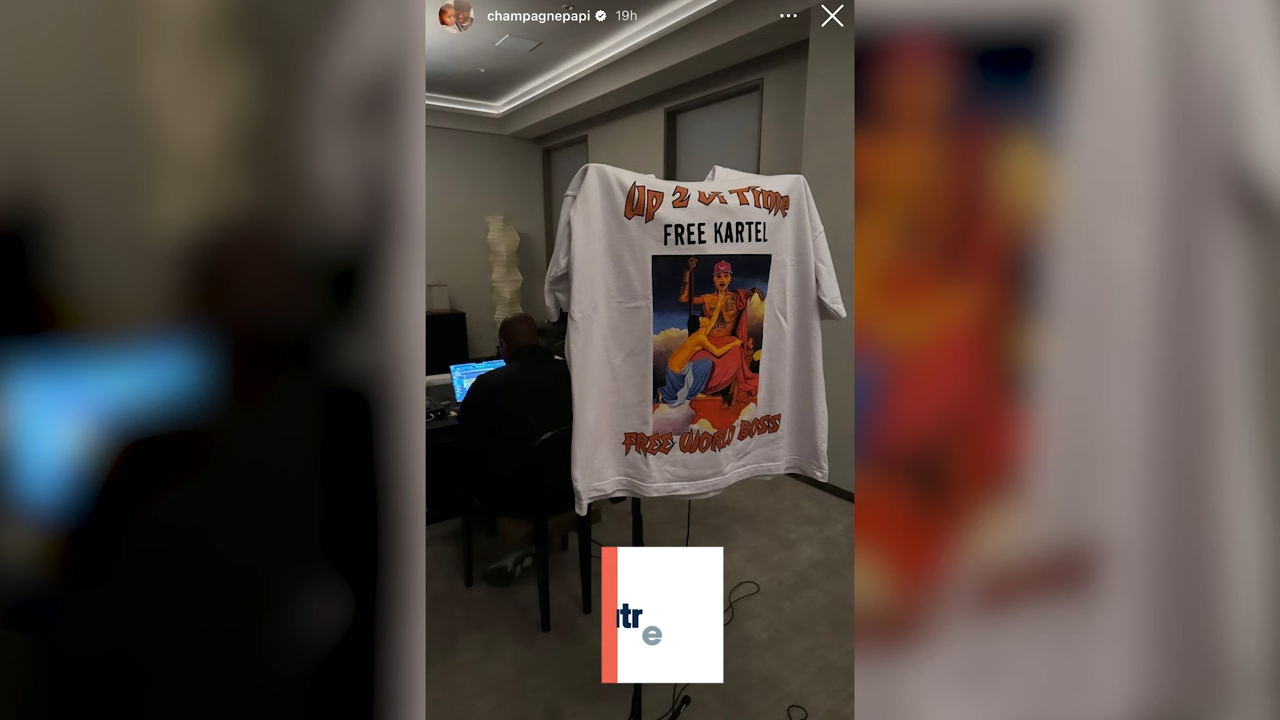 champagnepapi 19h
Up 2 Di Time
FREE KARTEL
FREE WORLD BOSS
tr
e